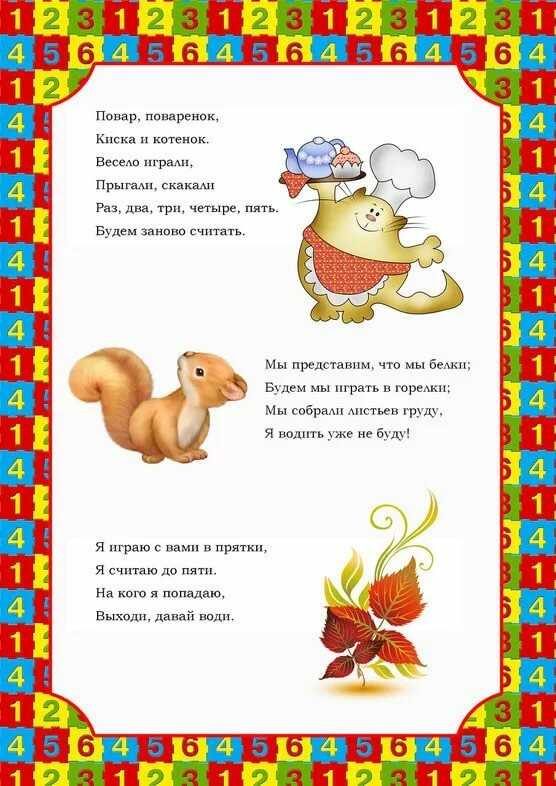 Повар, поваренок,
Киска и котенок.
Весело играли,
Прыгали, скакали
Раз, два, три, четыре, пять.
Будем заново считать.
Мы представим, что мы белки;
Будем мы играть в горелки;
Мы собрали листьев груду,
Я водить уже не буду!
Я играю с вами в прятки,
Я считаю до пяти.
На кого я попадаю,
Выходи, давай води.